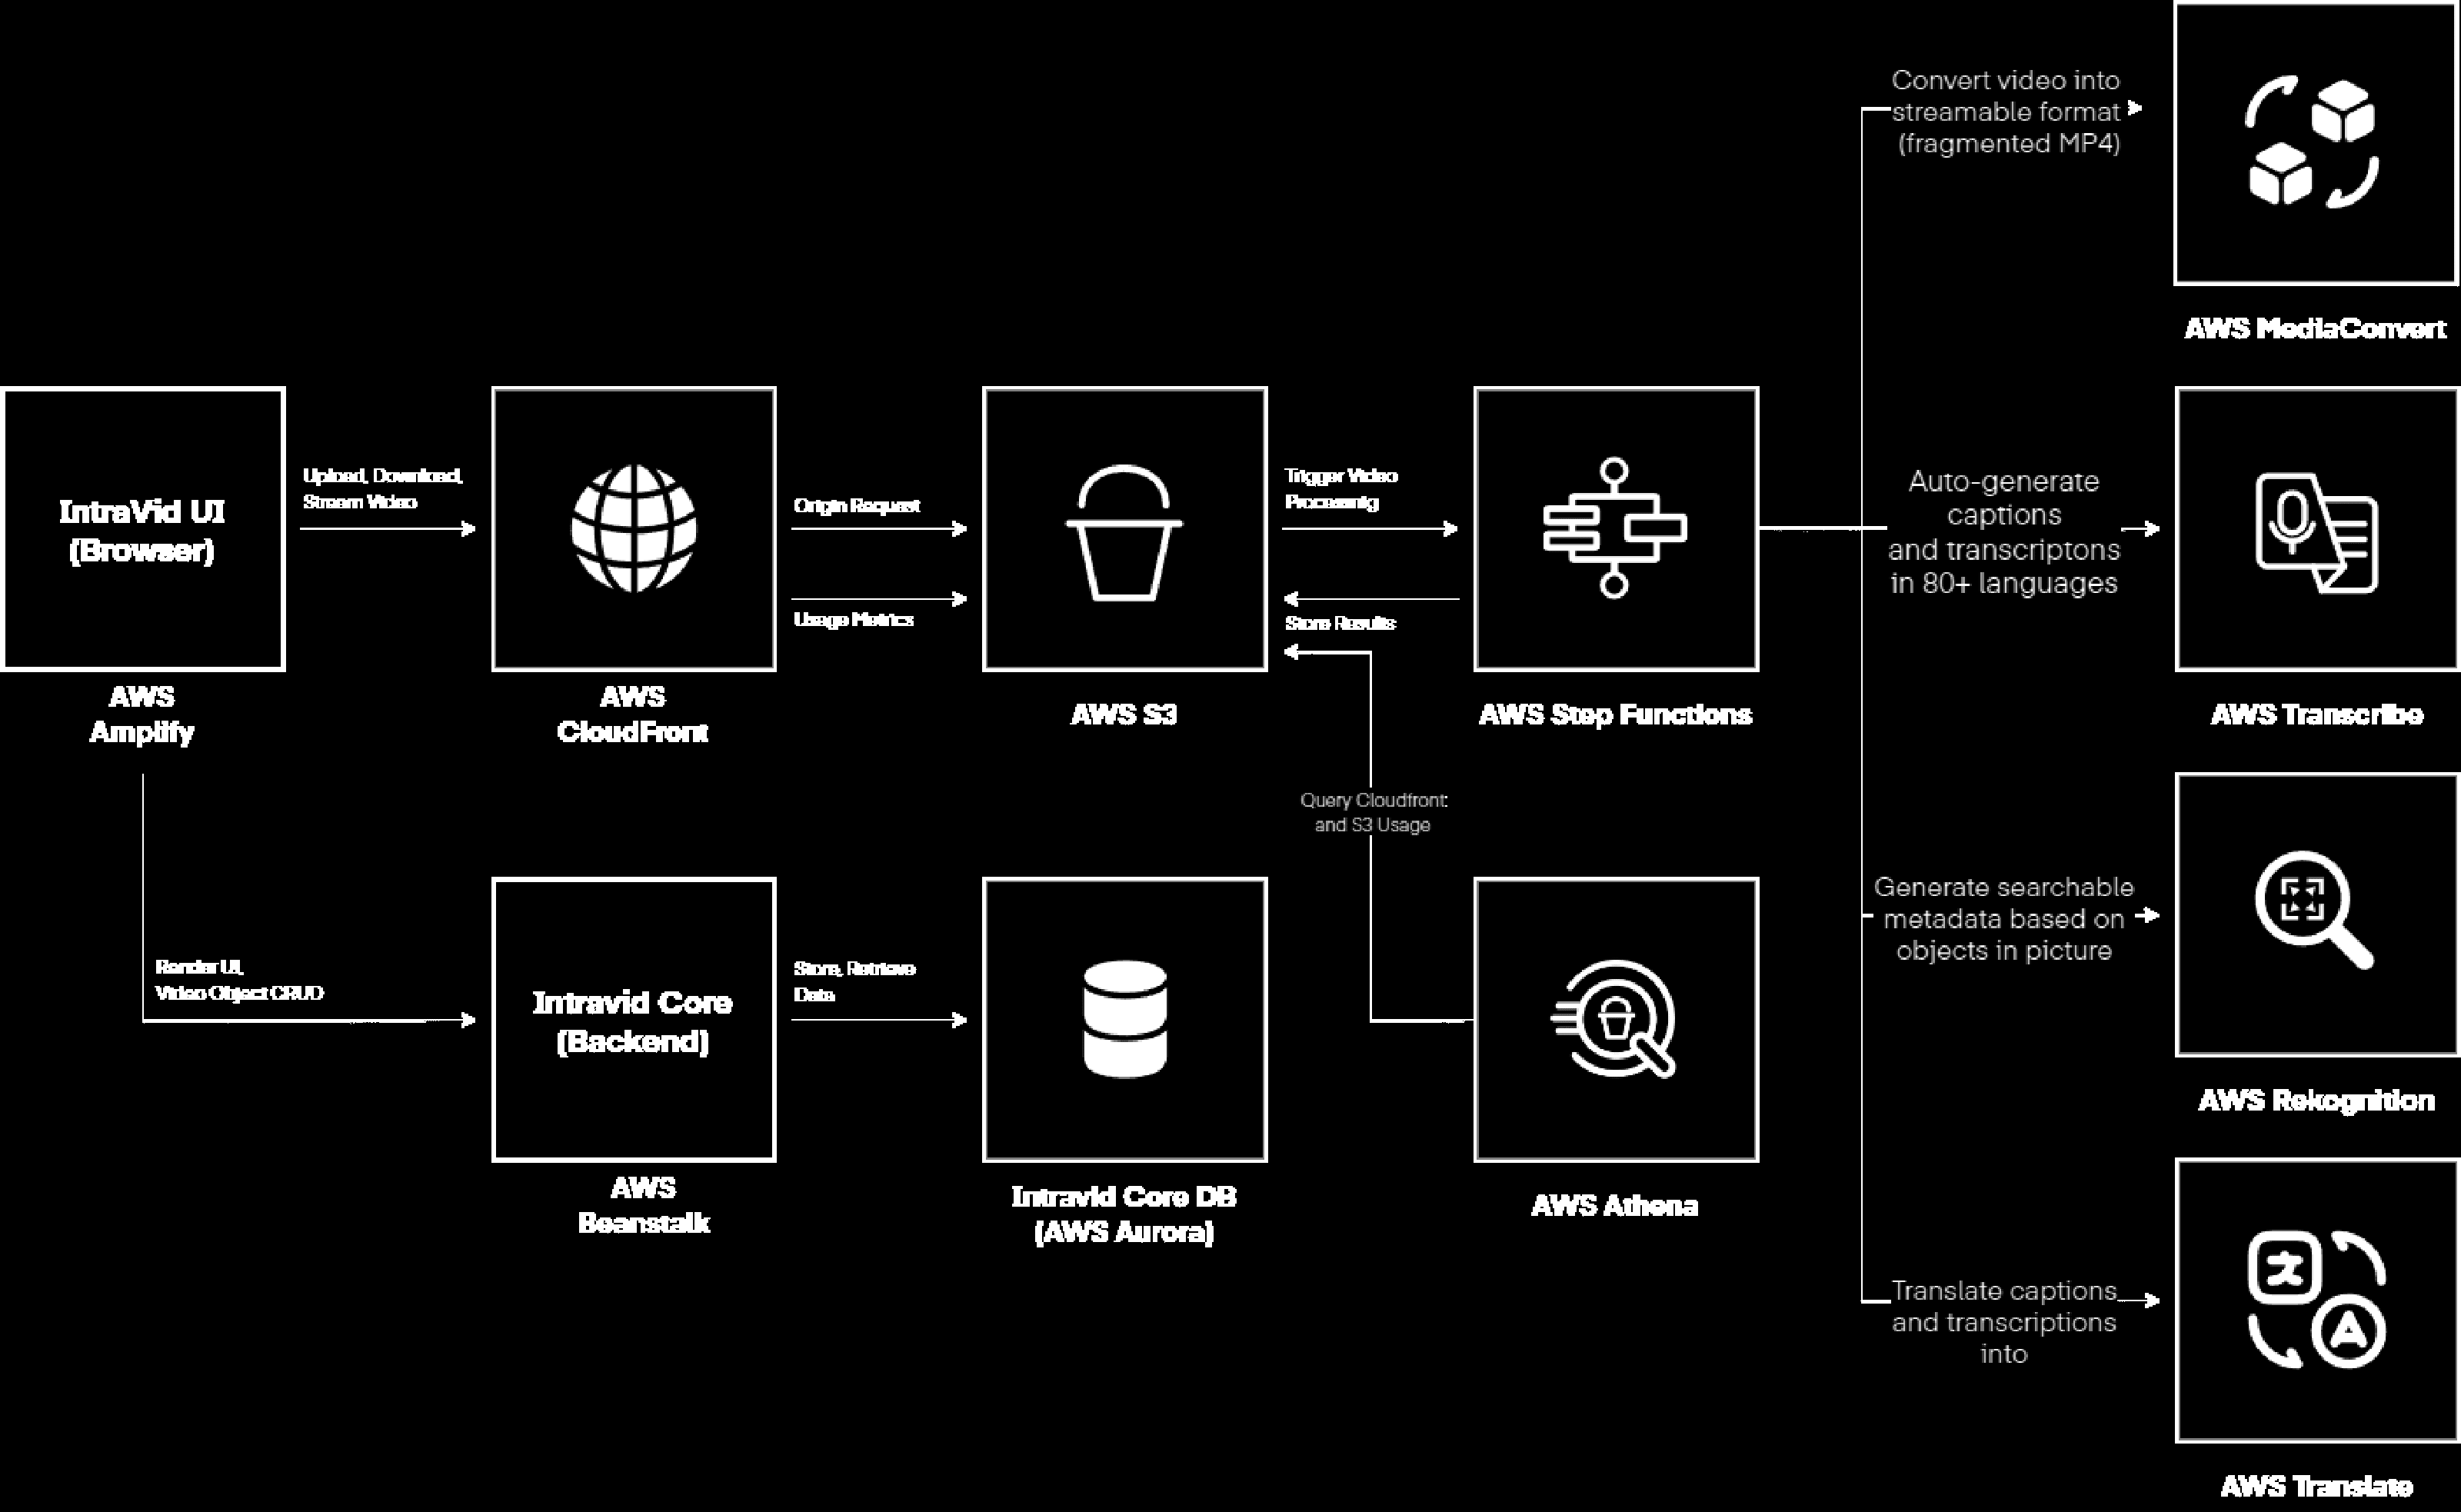 Convert video into
streamable format
(fragmented MP4)
AWS MediaConvert
IntraVid UI
(Browser)
AWS
Amplify
Upload, Download,
Stream Video
AWS
CloudFront
Origin Request
Usage Metrics
AWS S3
Trigger Video
Processing
Store Results
AWS Step Functions
Auto-generate
captions
and transcriptons
in 80+ languages
AWS Transcribe
Query Cloudfront:
and S3 Usage
Render UI,
Video Object CRUD
Intravid Core
(Backend)
AWS
Beanstalk
Store, Retrieve
Data
Intravid Core DB
(AWS Aurora)
AWS Athena
Generate searchable
metadata based on
objects in picture
AWS Rekognition
Translate captions
and transcriptions
into
文
A
AWS Translate